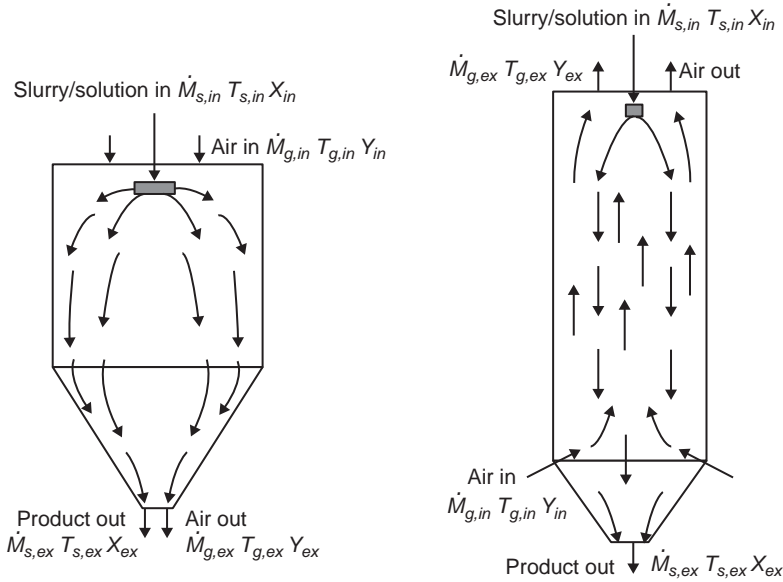 Slurry/solution in Ṁs,in Ts,in Xin
Air in Ṁg,in Tg,in Yin
Product out
Ṁs,ex Ts,ex Xex
Air out
Ṁg,ex Tg,ex Yex
Slurry/solution in Ṁs,in Ts,in Xin
Ṁg,ex Tg,ex Yex
Air out
Air in
Ṁg,in Tg,in Yin
Product out
Ṁs,ex Ts,ex Xex